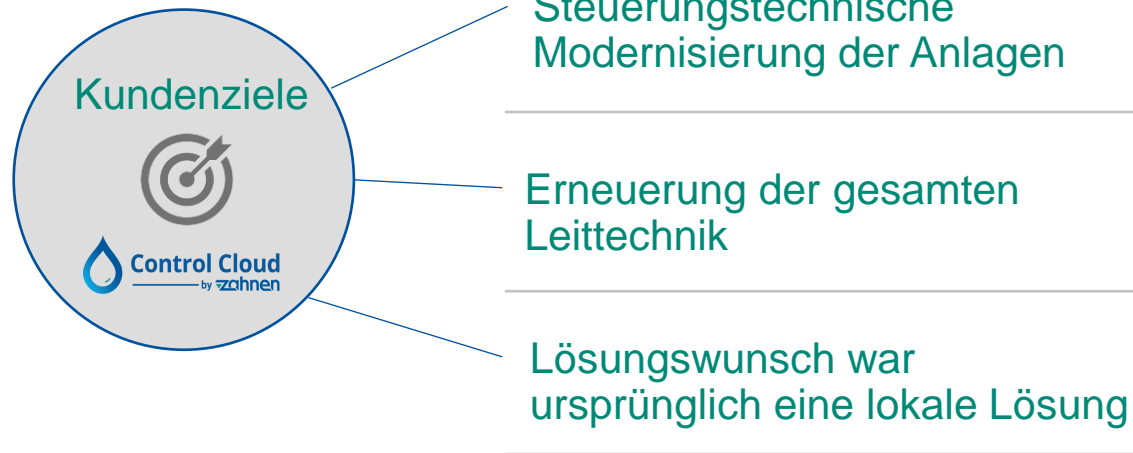 Steuerungstechnische
Modernisierung der Anlagen
Kundenziele
Erneuerung der gesamten
Leittechnik
Control Cloud
by zahnen
Lösungswunsch war
ursprünglich eine lokale Lösung